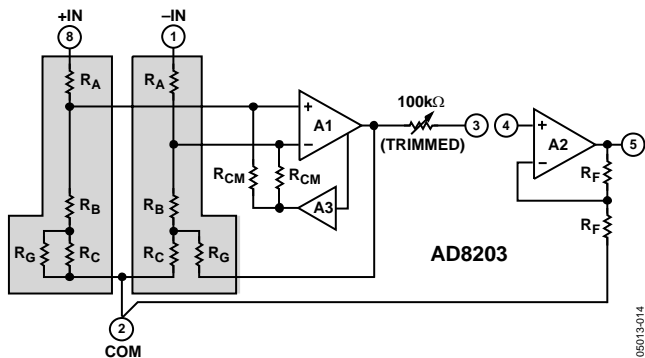 +IN
–IN
8
1
RA
RA
100kΩ
+
A1
–
3
4
+
A2
–
5
(TRIMMED)
RCM
RCM
A3
RF
RB
RB
RG
RC
RC
RG
RF
AD8203
2
COM
05013-014